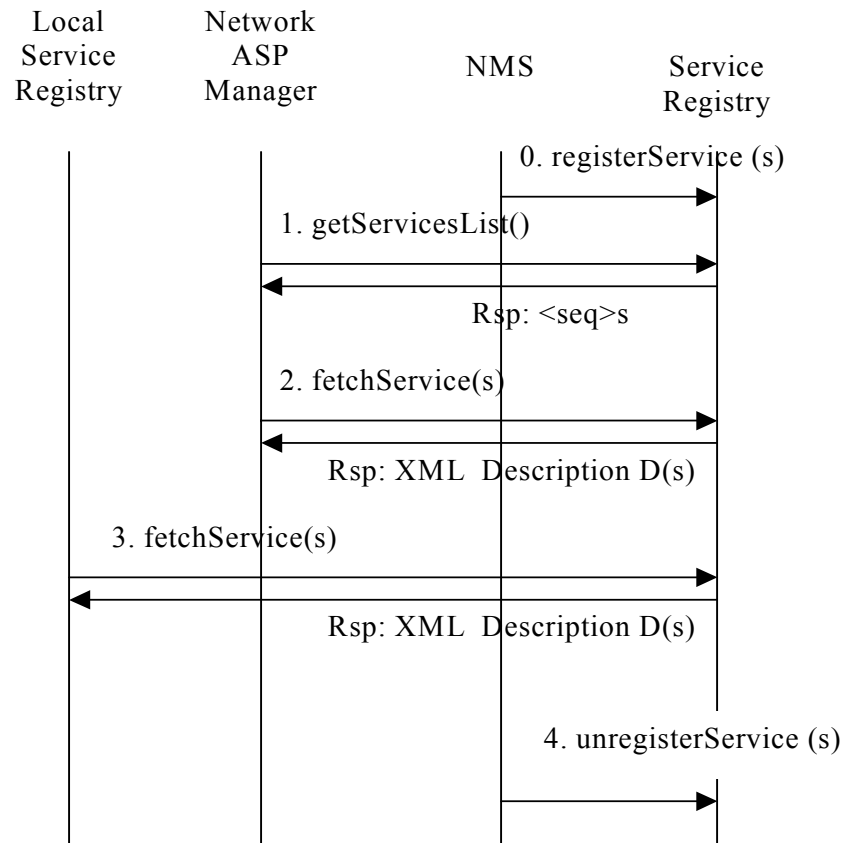 Local
Service
Registry
Network
ASP
Manager
NMS
Service
Registry
0. registerService (s)
1. getServicesList()
Rsp: <seq>s
2. fetchService(s)
Rsp: XML Description D(s)
3. fetchService(s)
Rsp: XML Description D(s)
4. unregisterService (s)